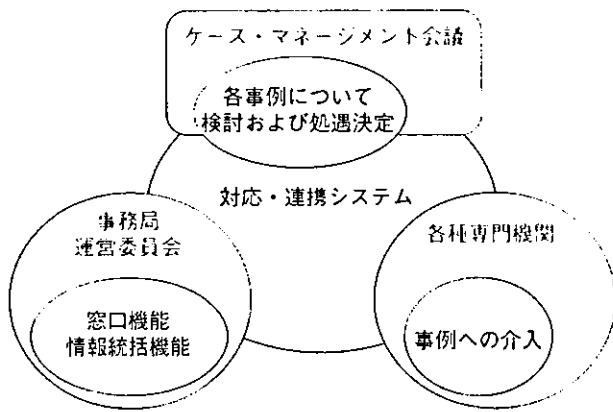 ケース・マネージメント会議
各事例について
検討および処遇決定
対応・連携システム
事務局
運営委員会
各種専門機関
窓口機能
情報統括機能
事例への介入